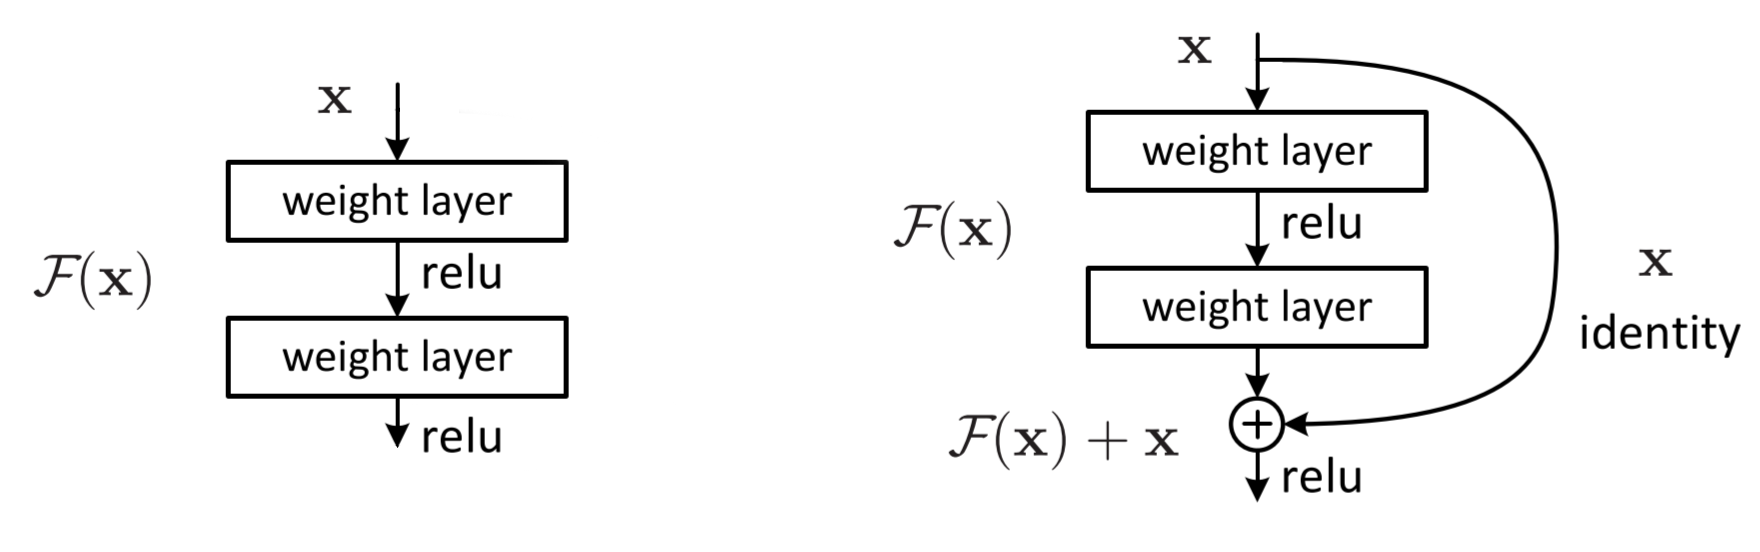 x
weight layer
relu
F(x)
weight layer
relu
x
weight layer
F(x)
relu
weight layer
x
identity
F(x) + x
+
relu